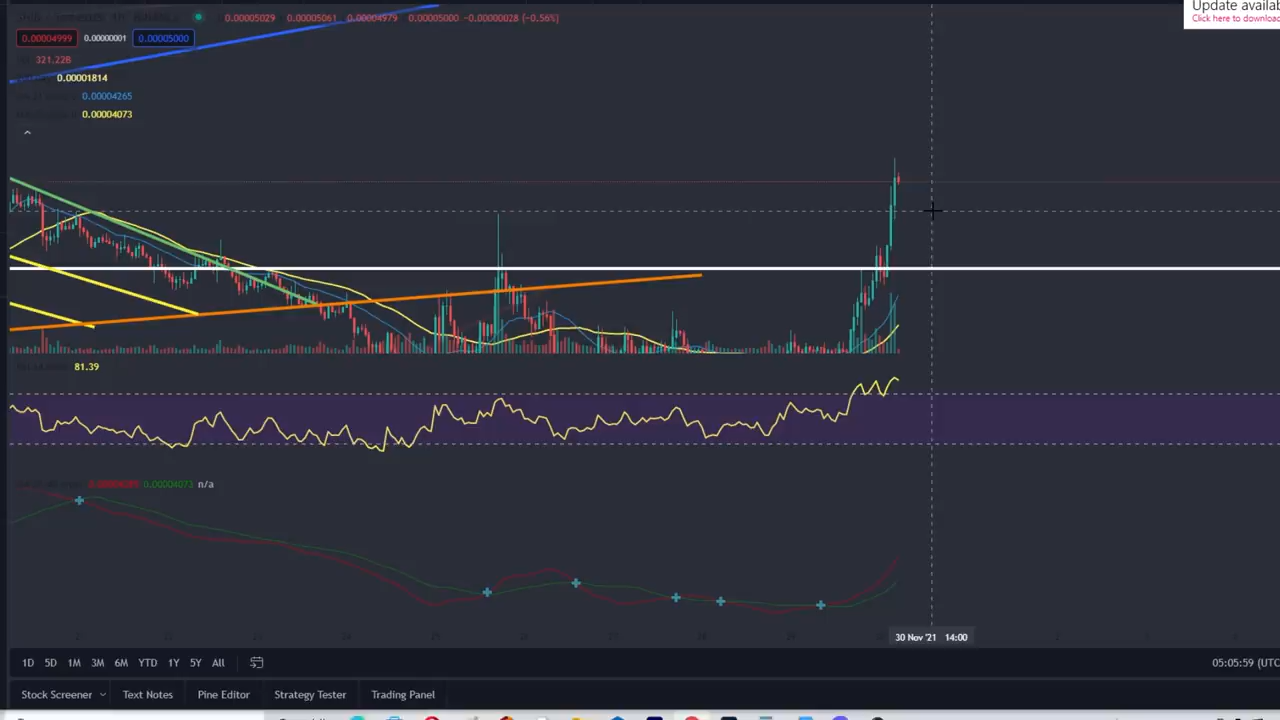 Update availab
Click here to download
0.00005029 0.00005061 0.00004979 0.00005000 −0.00000028 (−0.56%)
0.00004999 0.00000001 0.00005000
321.22B
0.00001814
0.00004265
0.00004073
81.39
0.00004073 n/a
30 Nov '21 14:00
1D 5D 1M 3M 6M YTD 1Y 5Y All
05:05:59 (UTC
Stock Screener Text Notes Pine Editor Strategy Tester Trading Panel